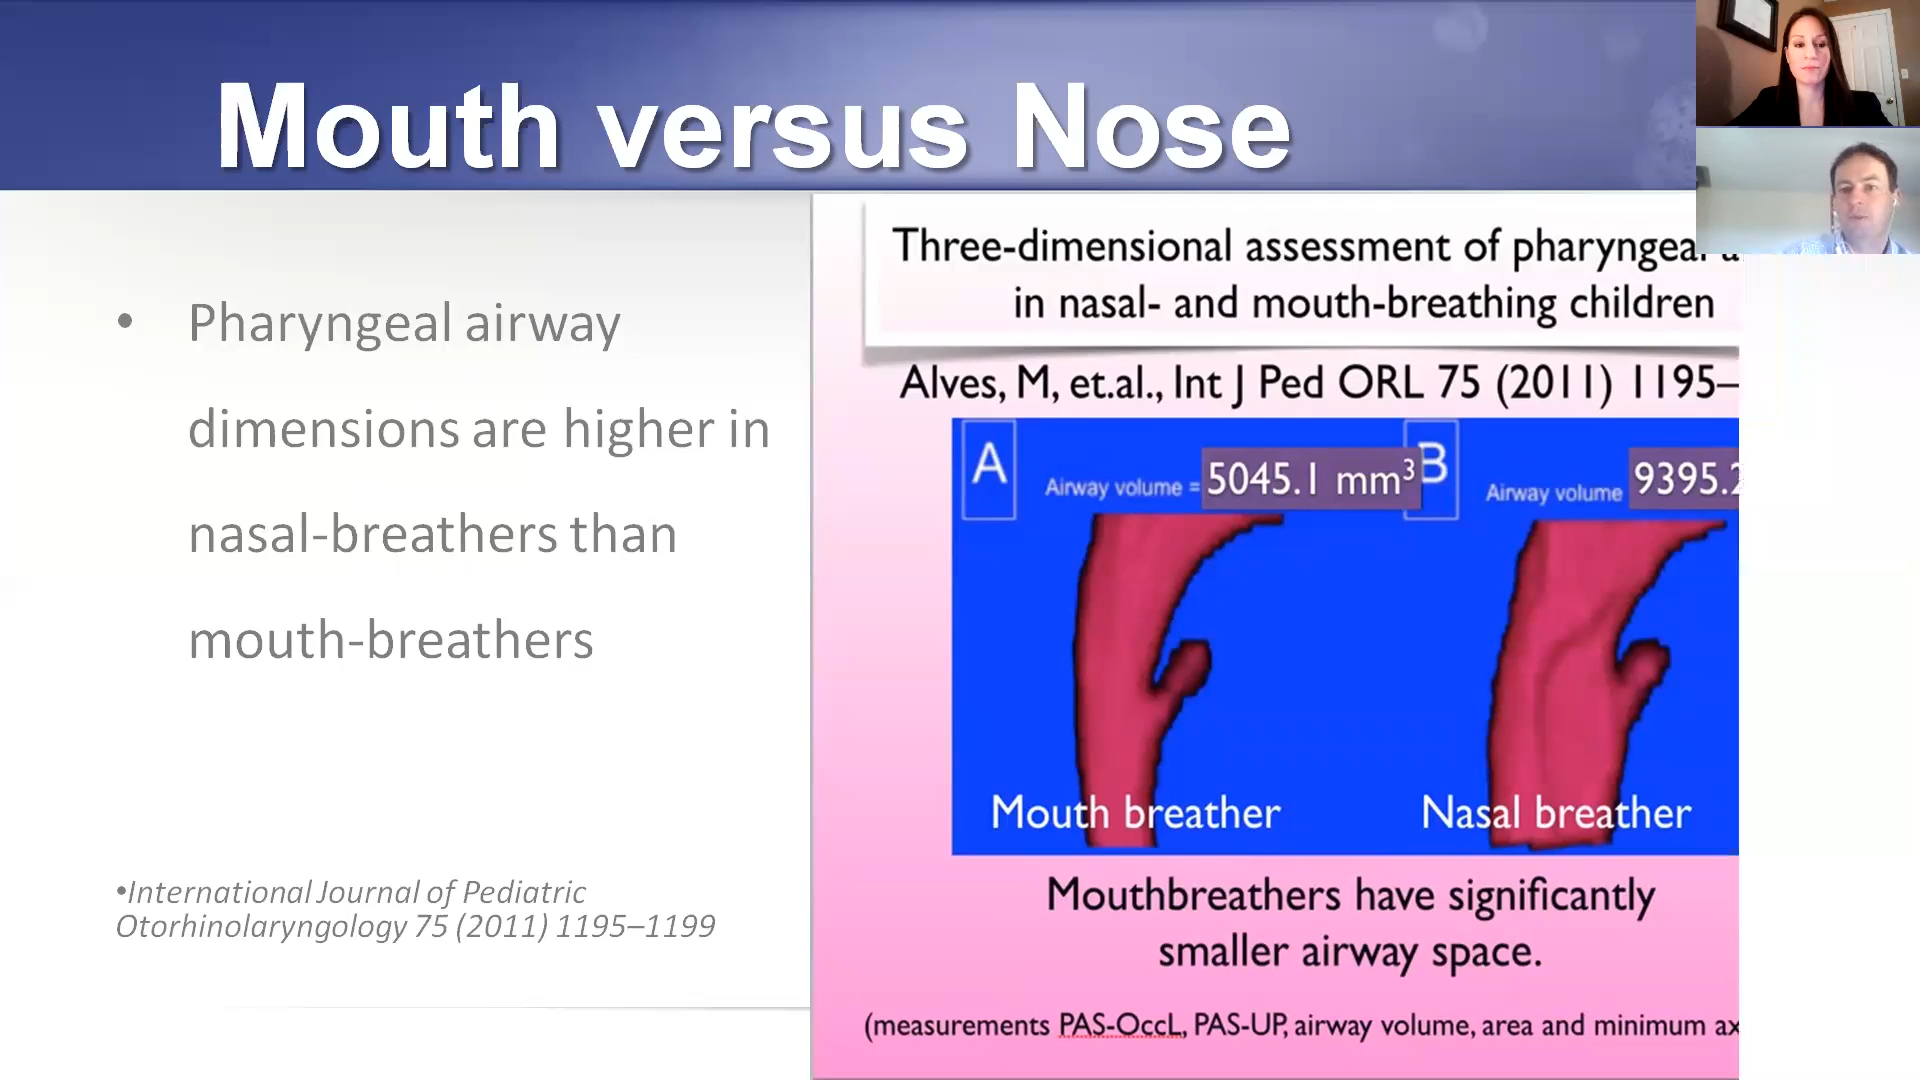 Mouth versus Nose
• Pharyngeal airway
dimensions are higher in
nasal-breathers than
mouth-breathers
•International Journal of Pediatric
Otorhinolaryngology 75 (2011) 1195–1199
Three-dimensional assessment of pharyngeal
in nasal- and mouth-breathing children
Alves, M, et.al., Int J Ped ORL 75 (2011) 1195–
A
Airway volume = 5045.1 mm³
B
Airway volume 9395.2
Mouth breather
Nasal breather
Mouthbreathers have significantly
smaller airway space.
(measurements PAS-OccL, PAS-UP, airway volume, area and minimum ax